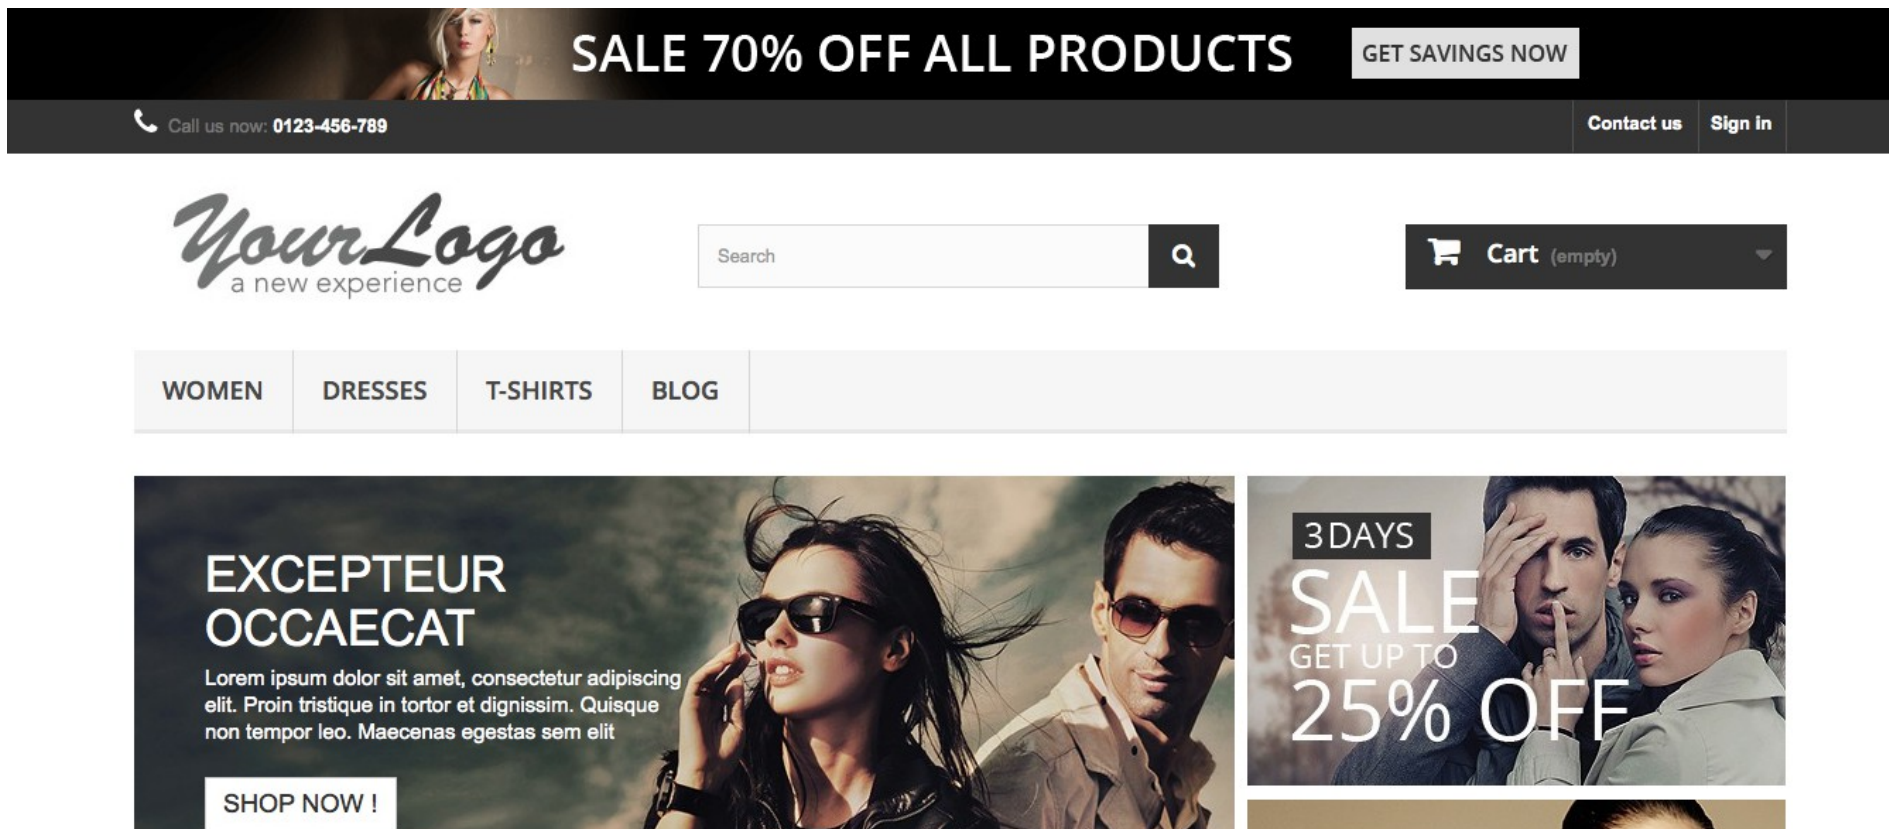 SALE 70% OFF ALL PRODUCTS
GET SAVINGS NOW
Call us now: 0123-456-789
Contact us
Sign in
YourLogo
a new experience
Search
Cart (empty)
WOMEN
DRESSES
T-SHIRTS
BLOG
EXCEPTEUR
OCCAECAT
Lorem ipsum dolor sit amet, consectetur adipiscing
elit. Proin tristique in tortor et dignissim. Quisque
non tempor leo. Maecenas egestas sem elit
SHOP NOW !
3 DAYS
SALE
GET UP TO
25% OFF